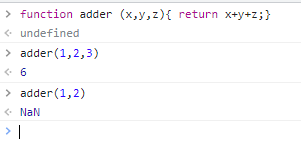 > function adder (x,y,z){ return x+y+z;}
< undefined
> adder(1,2,3)
< 6
> adder(1,2)
< NaN
>